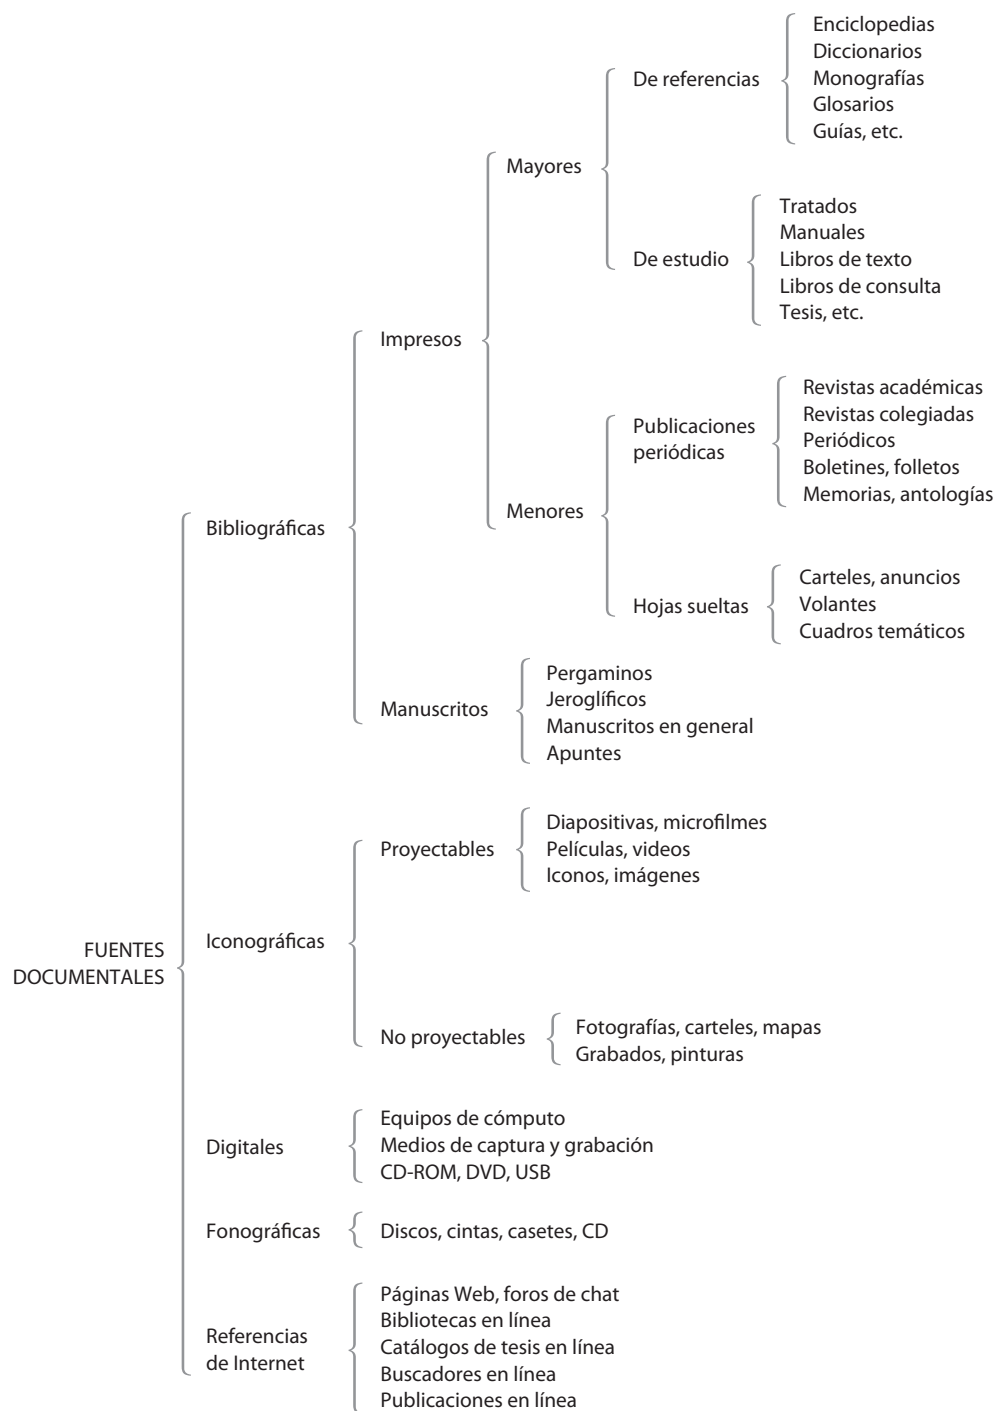 FUENTES
DOCUMENTALES
Bibliográficas
Impresos
Mayores
De referencias
Enciclopedias
Diccionarios
Monografías
Glosarios
Guías, etc.
De estudio
Tratados
Manuales
Libros de texto
Libros de consulta
Tesis, etc.
Menores
Publicaciones
periódicas
Revistas académicas
Revistas colegiadas
Periódicos
Boletines, folletos
Memorias, antologías
Hojas sueltas
Carteles, anuncios
Volantes
Cuadros temáticos
Manuscritos
Pergaminos
Jeroglíficos
Manuscritos en general
Apuntes
Iconográficas
Proyectables
Diapositivas, microfilmes
Películas, videos
Iconos, imágenes
No proyectables
Fotografías, carteles, mapas
Grabados, pinturas
Digitales
Equipos de cómputo
Medios de captura y grabación
CD-ROM, DVD, USB
Fonográficas
Discos, cintas, casetes, CD
Referencias
de Internet
Páginas Web, foros de chat
Bibliotecas en línea
Catálogos de tesis en línea
Buscadores en línea
Publicaciones en línea